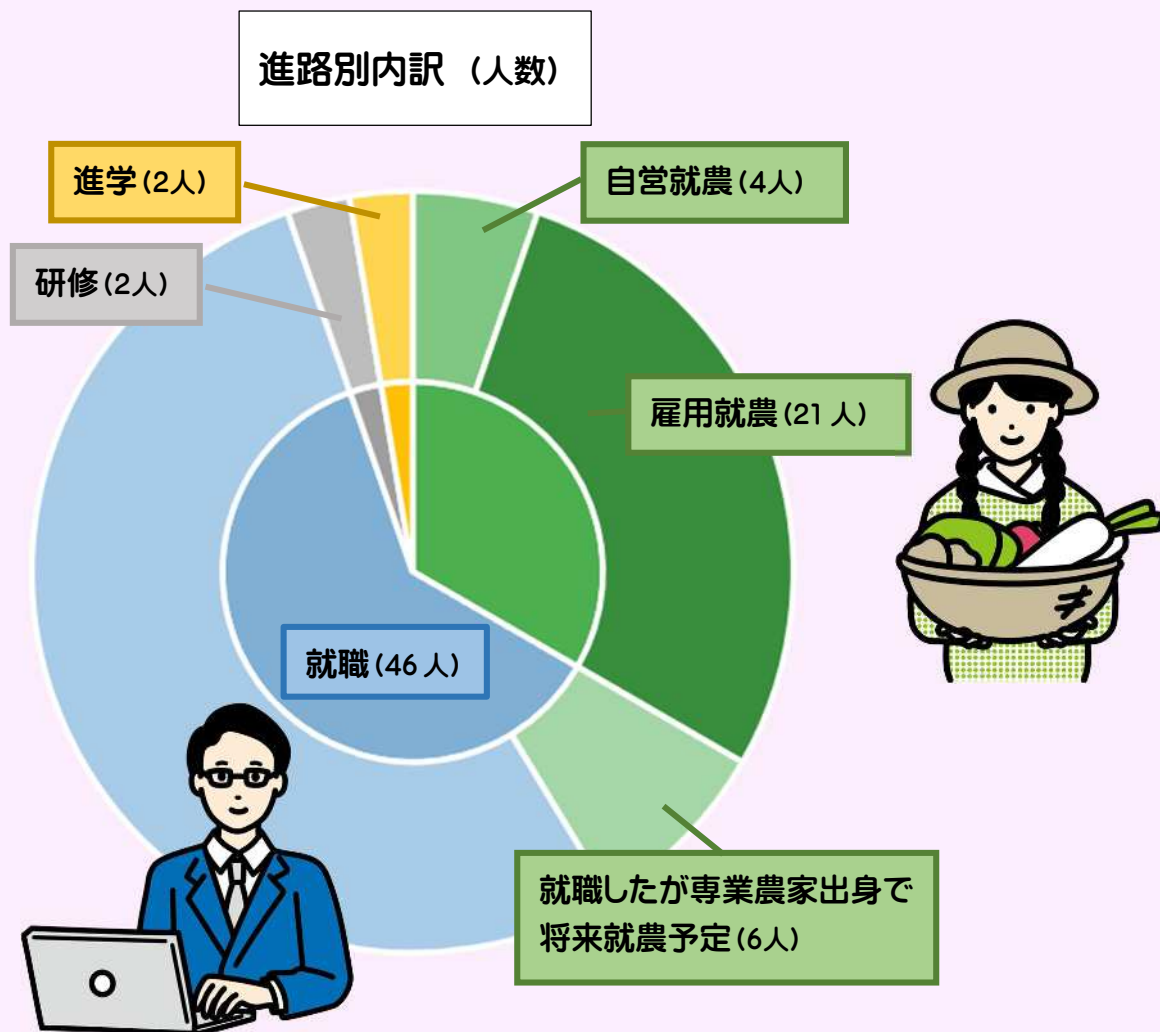 進路別内訳 (人数)
進学(2人)
自営就農(4人)
研修(2人)
雇用就農(21人)
就職(46人)
就職したが専業農家出身で
将来就農予定(6人)